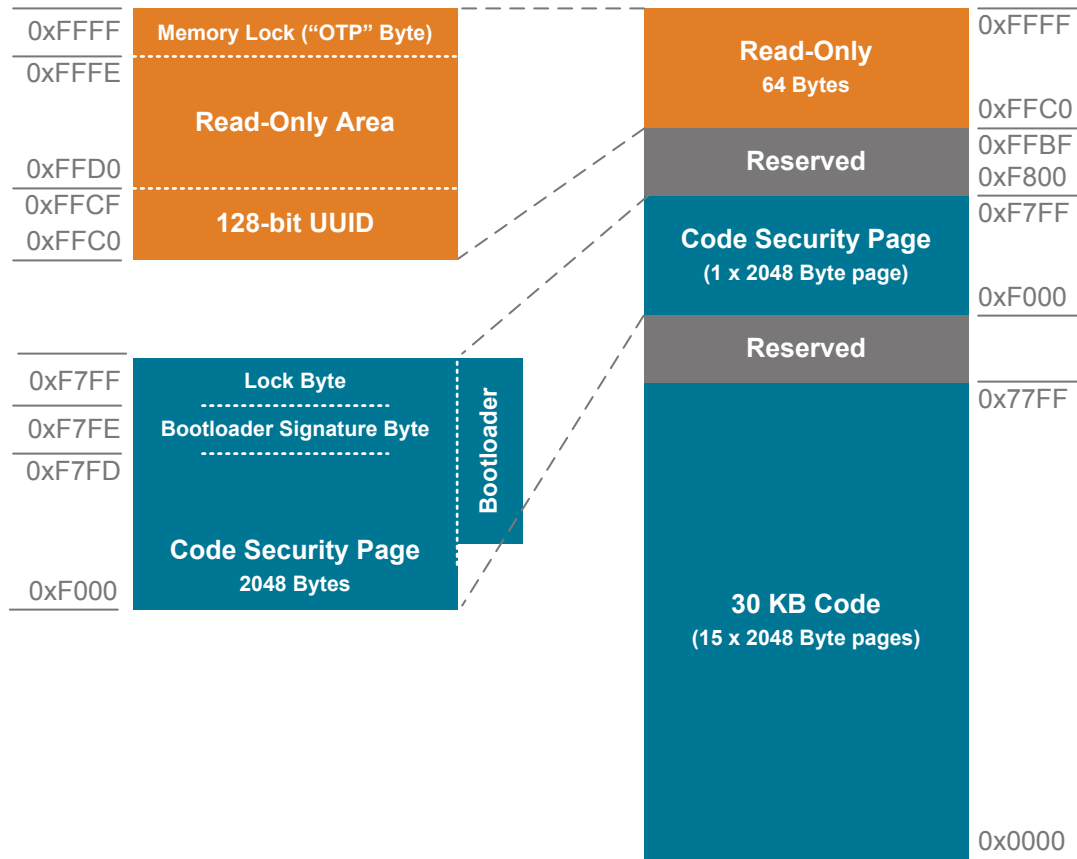 0xFFFF
Memory Lock (“OTP” Byte)
0xFFFE
Read-Only Area
0xFFD0
0xFFCF
128-bit UUID
0xFFC0
0xF7FF
Lock Byte
0xF7FE
Bootloader Signature Byte
0xF7FD
Bootloader
Code Security Page
2048 Bytes
0xF000
0xFFFF
Read-Only
64 Bytes
0xFFC0
0xFFBF
Reserved
0xF800
0xF7FF
Code Security Page
(1 x 2048 Byte page)
0xF000
Reserved
0x77FF
30 KB Code
(15 x 2048 Byte pages)
0x0000